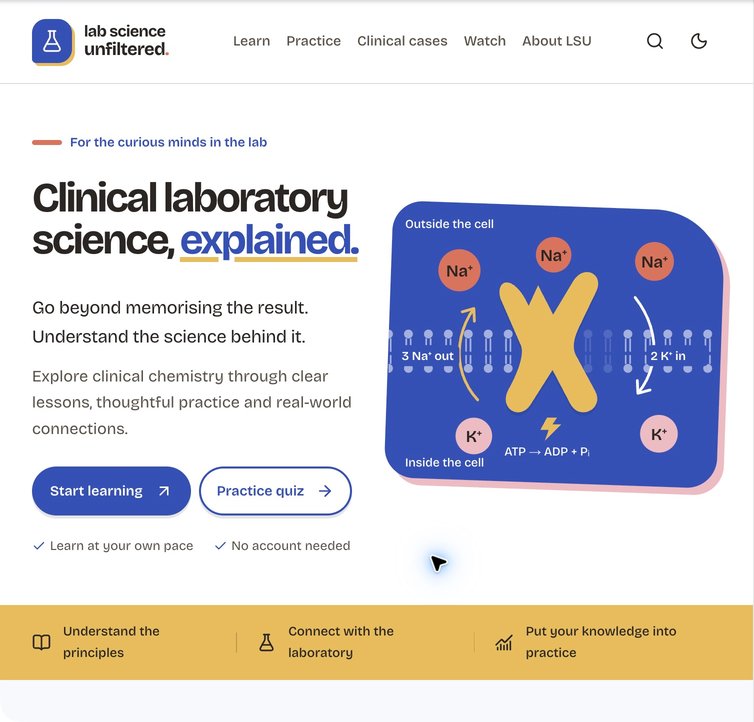 lab science
unfiltered.
Learn
Practice
Clinical cases
Watch
About LSU
For the curious minds in the lab
Clinical laboratory
science, explained.
Go beyond memorising the result.
Understand the science behind it.
Explore clinical chemistry through clear
lessons, thoughtful practice and real-world
connections.
Start learning
Practice quiz
Learn at your own pace
No account needed
Outside the cell
Na⁺
Na⁺
Na⁺
3 Na⁺ out
2 K⁺ in
K⁺
K⁺
ATP → ADP + Pᵢ
Inside the cell
Understand the
principles
Connect with the
laboratory
Put your knowledge into
practice